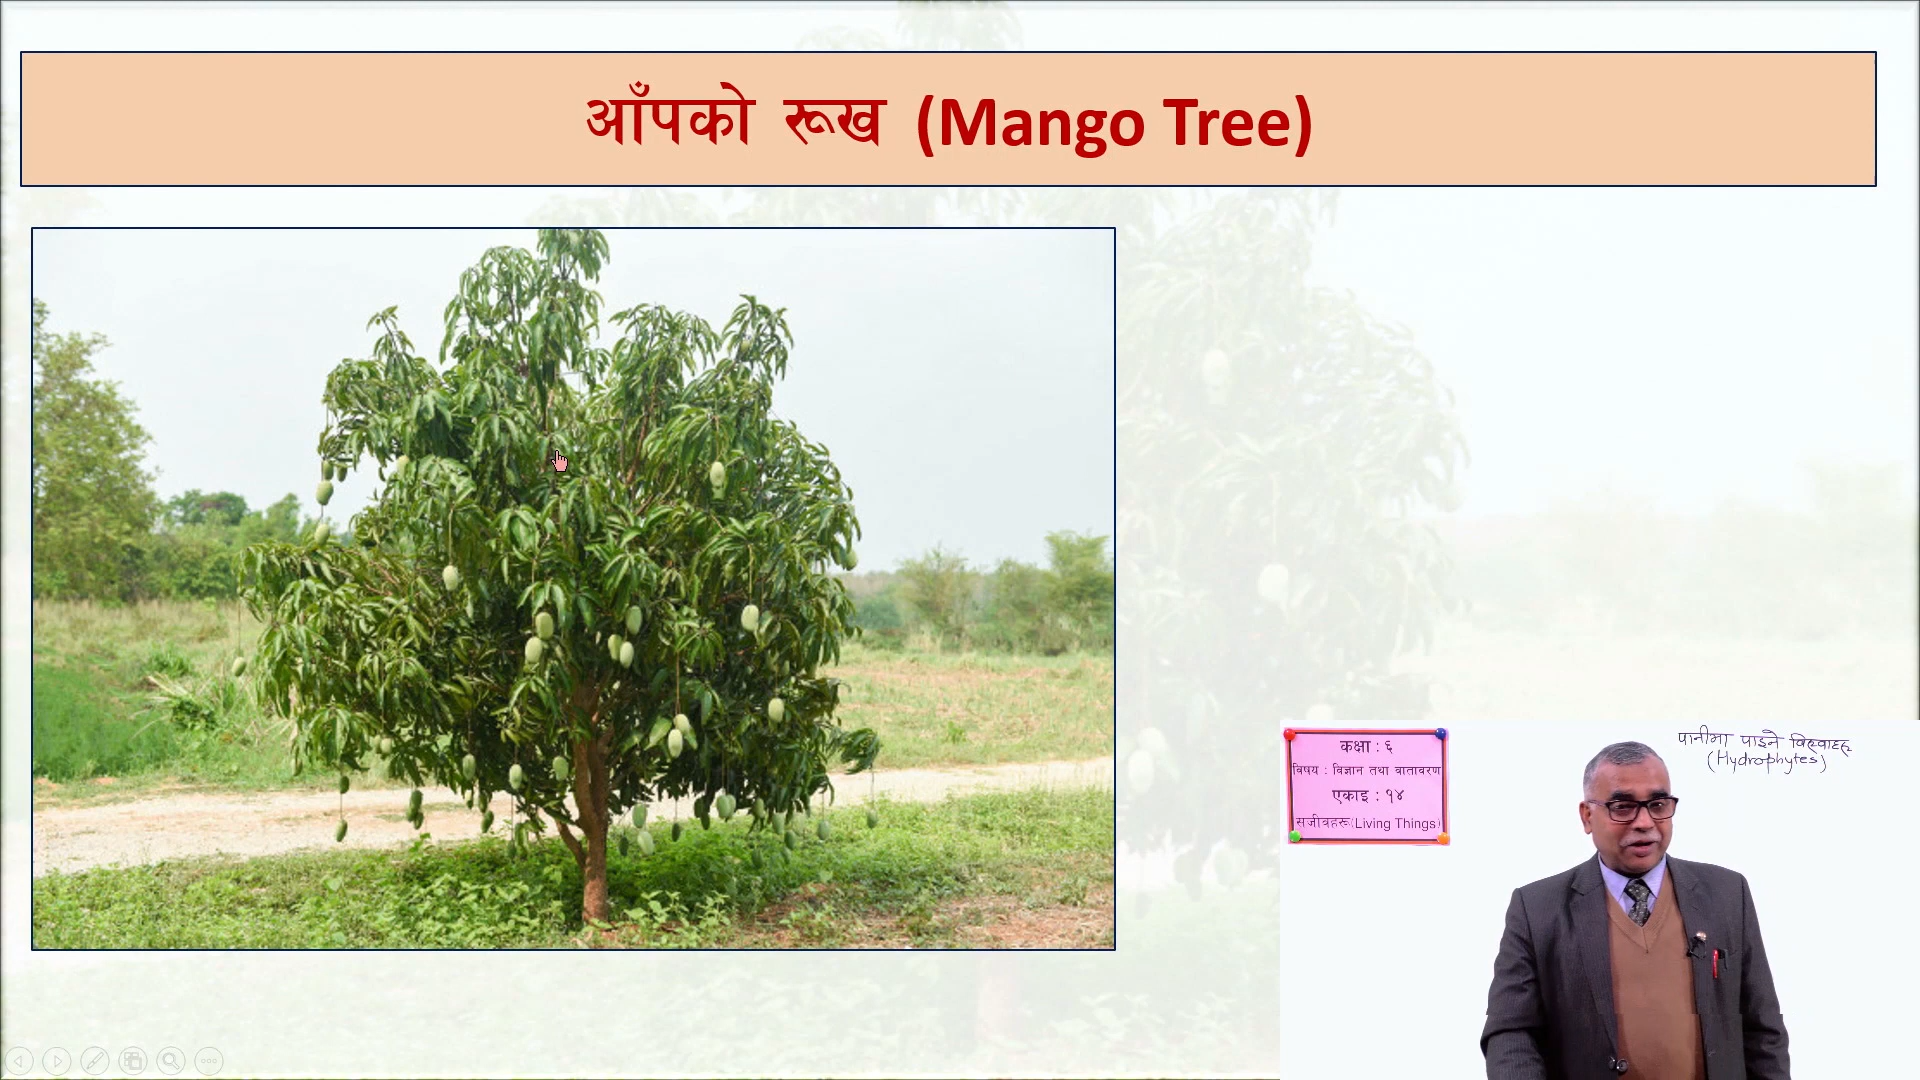 आँपको रूख (Mango Tree)
कक्षा : ६
विषय : विज्ञान तथा वातावरण
एकाइ : १४
सजीवहरू(Living Things)
पानीमा पाइने विरुवाहरू
(Hydrophytes)